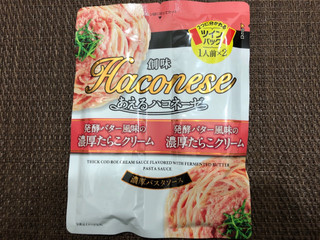 2つに分けられる
ツイン
パック
1人前×2
創味
Haconese
あえるハコネーゼ
発酵バター風味の
濃厚たらこクリーム
発酵バター風味の
濃厚たらこクリーム
THICK COD ROE CREAM SAUCE FLAVORED WITH FERMENTED BUTTER
PASTA SAUCE
濃厚パスタソース